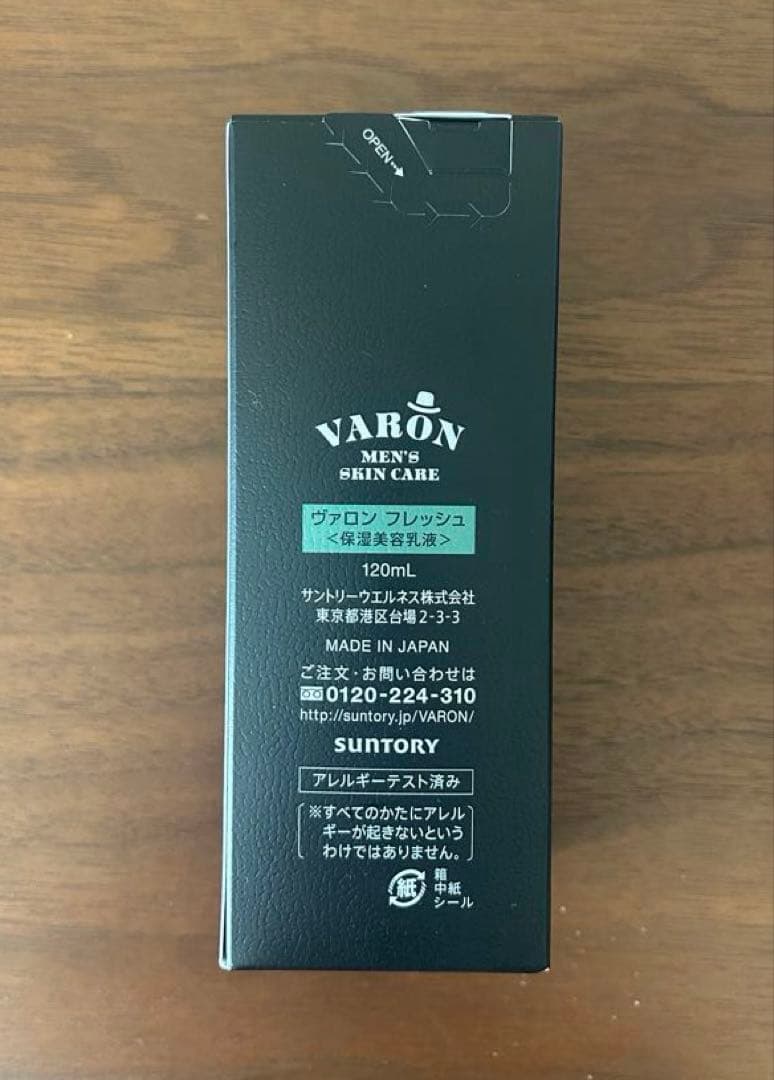 OPEN
VARON
MEN'S
SKIN CARE
ヴァロン フレッシュ
＜保湿美容乳液＞
120mL
サントリーウエルネス株式会社
東京都港区台場2-3-3
MADE IN JAPAN
ご注文・お問い合わせは
0120-224-310
http://suntory.jp/VARON/
SUNTORY
アレルギーテスト済み
※すべてのかたにアレル
ギーが起きないという
わけではありません。
紙
箱
中紙
シール